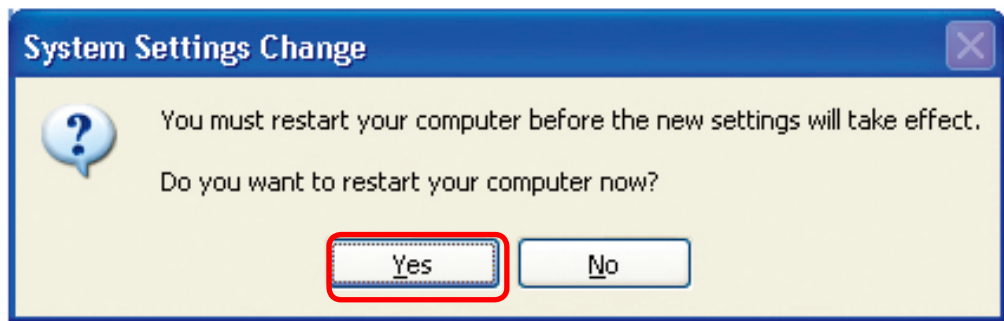 System Settings Change
You must restart your computer before the new settings will take effect.
Do you want to restart your computer now?
Yes
No